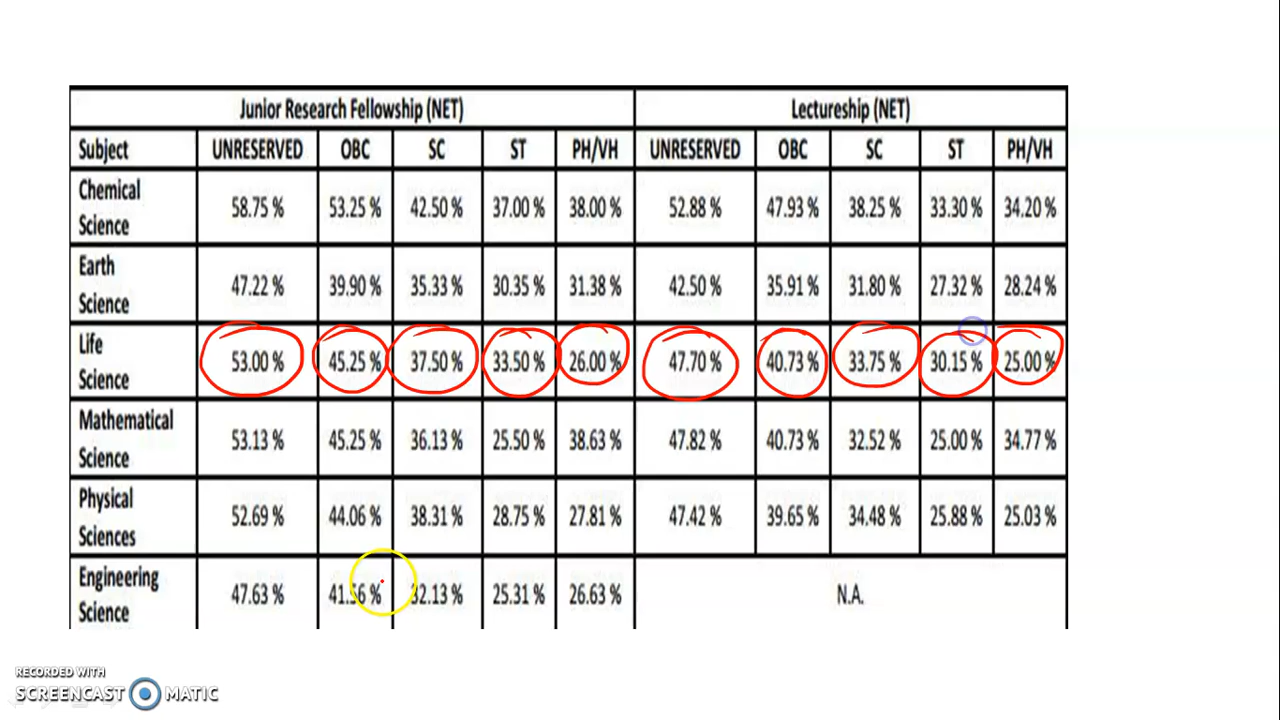 Junior Research Fellowship (NET) Lectureship (NET)
Subject UNRESERVED OBC SC ST PH/VH UNRESERVED OBC SC ST PH/VH
Chemical
Science 58.75 % 53.25 % 42.50 % 37.00 % 38.00 % 52.88 % 47.93 % 38.25 % 33.30 % 34.20 %
Earth
Science 47.22 % 39.90 % 35.33 % 30.35 % 31.38 % 42.50 % 35.91 % 31.80 % 27.32 % 28.24 %
Life
Science 53.00 % 45.25 % 37.50 % 33.50 % 26.00 % 47.70 % 40.73 % 33.75 % 30.15 % 25.00 %
Mathematical
Science 53.13 % 45.25 % 36.13 % 25.50 % 38.63 % 47.82 % 40.73 % 32.52 % 25.00 % 34.77 %
Physical
Sciences 52.69 % 44.06 % 38.31 % 28.75 % 27.81 % 47.42 % 39.65 % 34.48 % 25.88 % 25.03 %
Engineering
Science 47.63 % 41.56 % 32.13 % 25.31 % 26.63 % N.A.
RECORDED WITH
SCREENCAST MATIC